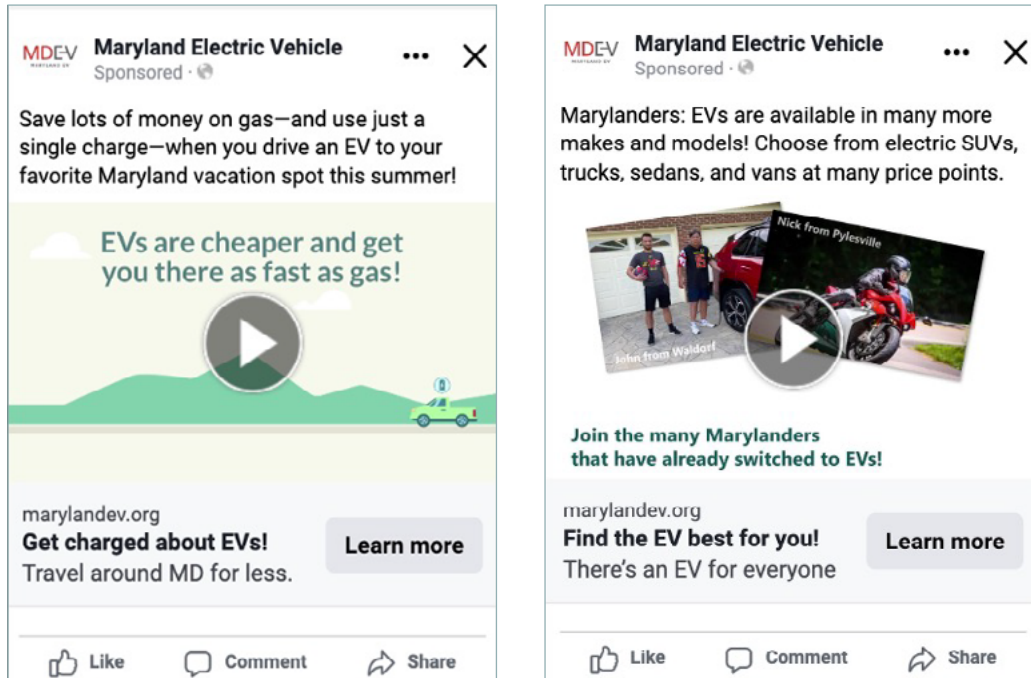 MDEV
MARYLAND EV
Maryland Electric Vehicle
Sponsored ·
Save lots of money on gas—and use just a
single charge—when you drive an EV to your
favorite Maryland vacation spot this summer!
EVs are cheaper and get
you there as fast as gas!
marylandev.org
Get charged about EVs!
Travel around MD for less.
Learn more
Like
Comment
Share
MDEV
MARYLAND EV
Maryland Electric Vehicle
Sponsored ·
Marylanders: EVs are available in many more
makes and models! Choose from electric SUVs,
trucks, sedans, and vans at many price points.
Nick from Pylesville
John from Waldorf
Join the many Marylanders
that have already switched to EVs!
marylandev.org
Find the EV best for you!
There's an EV for everyone
Learn more
Like
Comment
Share